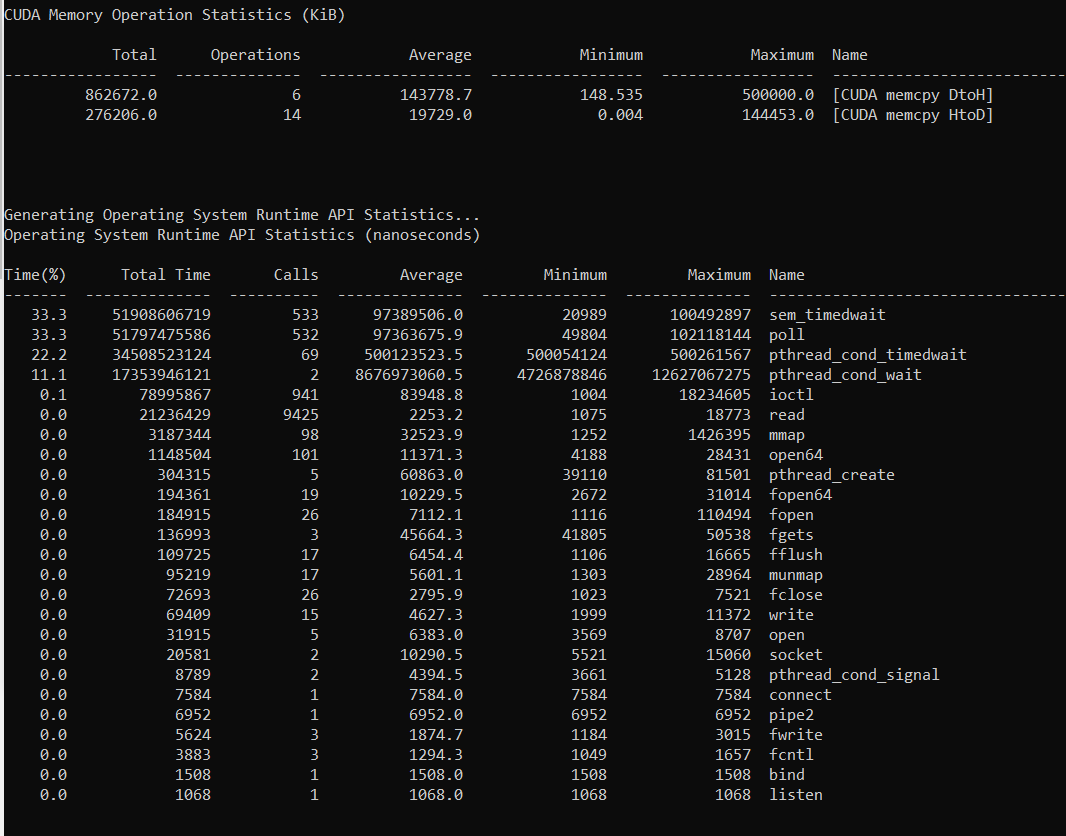 CUDA Memory Operation Statistics (KiB)
Total Operations Average Minimum Maximum Name
----------------- -------------- ----------------- ----------------- ----------------- --------------------------
862672.0 6 143778.7 148.535 500000.0 [CUDA memcpy DtoH]
276206.0 14 19729.0 0.004 144453.0 [CUDA memcpy HtoD]
Generating Operating System Runtime API Statistics...
Operating System Runtime API Statistics (nanoseconds)
Time(%) Total Time Calls Average Minimum Maximum Name
------- -------------- ---------- -------------- -------------- -------------- ---------------------------------
33.3 51908606719 533 97389506.0 20989 100492897 sem_timedwait
33.3 51797475586 532 97363675.9 49804 102118144 poll
22.2 34508523124 69 500123523.5 500054124 500261567 pthread_cond_timedwait
11.1 17353946121 2 8676973060.5 4726878846 12627067275 pthread_cond_wait
0.1 78995867 941 83948.8 1004 18234605 ioctl
0.0 21236429 9425 2253.2 1075 18773 read
0.0 3187344 98 32523.9 1252 1426395 mmap
0.0 1148504 101 11371.3 4188 28431 open64
0.0 304315 5 60863.0 39110 81501 pthread_create
0.0 194361 19 10229.5 2672 31014 fopen64
0.0 184915 26 7112.1 1116 110494 fopen
0.0 136993 3 45664.3 41805 50538 fgets
0.0 109725 17 6454.4 1106 16665 fflush
0.0 95219 17 5601.1 1303 28964 munmap
0.0 72693 26 2795.9 1023 7521 fclose
0.0 69409 15 4627.3 1999 11372 write
0.0 31915 5 6383.0 3569 8707 open
0.0 20581 2 10290.5 5521 15060 socket
0.0 8789 2 4394.5 3661 5128 pthread_cond_signal
0.0 7584 1 7584.0 7584 7584 connect
0.0 6952 1 6952.0 6952 6952 pipe2
0.0 5624 3 1874.7 1184 3015 fwrite
0.0 3883 3 1294.3 1049 1657 fcntl
0.0 1508 1 1508.0 1508 1508 bind
0.0 1068 1 1068.0 1068 1068 listen